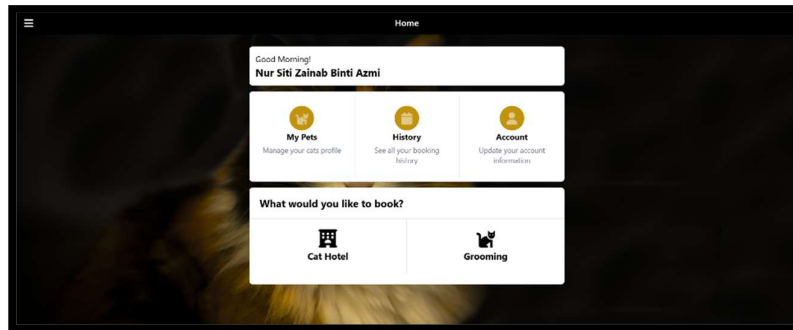 Home
Good Morning!
Nur Siti Zainab Binti Azmi
My Pets
Manage your cats profile
History
See all your booking
history
Account
Update your account
information
What would you like to book?
Cat Hotel
Grooming